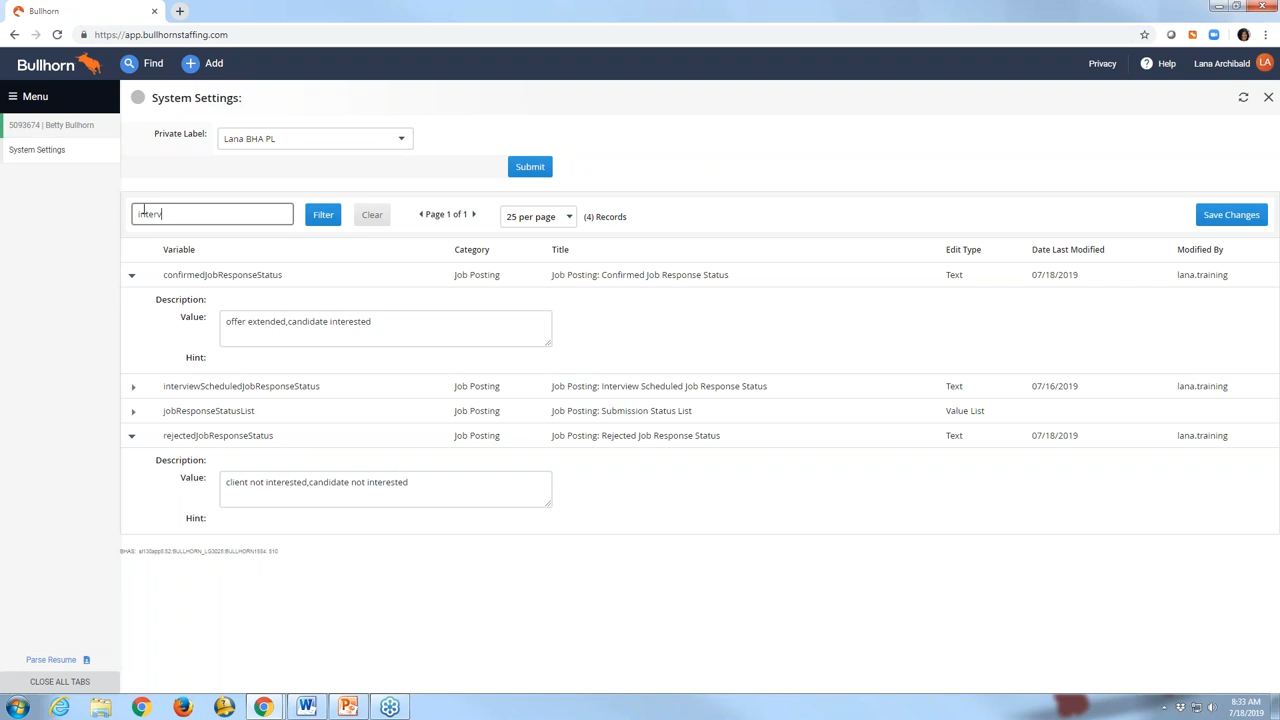 Bullhorn
https://app.bullhornstaffing.com
Bullhorn Find Add Privacy Help Lana Archibald LA
Menu
System Settings:
5093674 | Betty Bullhorn
System Settings
Private Label: Lana BHA PL
Submit
interv Filter Clear Page 1 of 1 25 per page (4) Records Save Changes
Variable Category Title Edit Type Date Last Modified Modified By
confirmedJobResponseStatus Job Posting Job Posting: Confirmed Job Response Status Text 07/18/2019 lana.training
Description:
Value: offer extended,candidate interested
Hint:
interviewScheduledJobResponseStatus Job Posting Job Posting: Interview Scheduled Job Response Status Text 07/16/2019 lana.training
jobResponseStatusList Job Posting Job Posting: Submission Status List Value List
rejectedJobResponseStatus Job Posting Job Posting: Rejected Job Response Status Text 07/18/2019 lana.training
Description:
Value: client not interested,candidate not interested
Hint:
BHAS:
Parse Resume
CLOSE ALL TABS
8:33 AM
7/18/2019